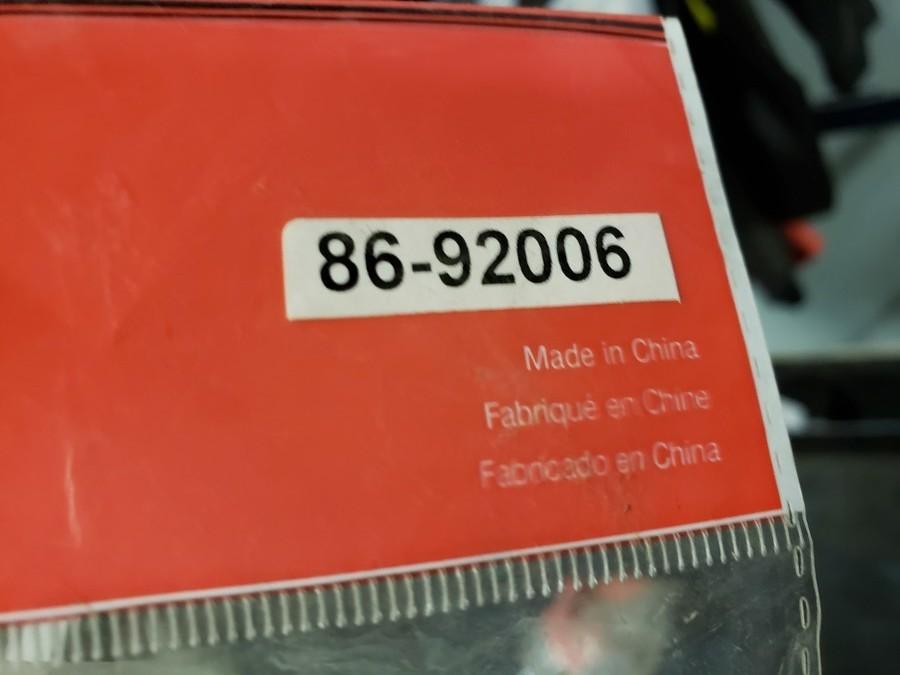 86-92006
Made in China
Fabriqué en Chine
Fabricado en China